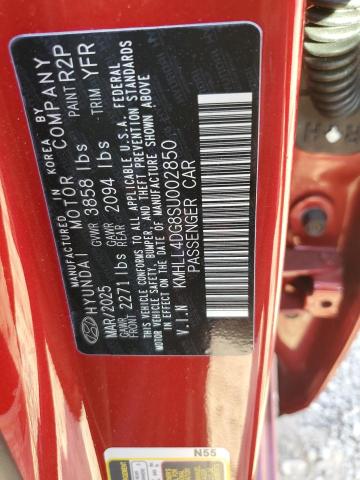 MANUFACTURED IN KOREA BY
HYUNDAI MOTOR COMPANY
MAR/2025 GVWR 3858 lbs PAINT R2P
GAWR FRONT 2271 lbs GAWR REAR 2094 lbs TRIM YFR
THIS VEHICLE CONFORMS TO ALL APPLICABLE U.S.A. FEDERAL
MOTOR VEHICLE SAFETY, BUMPER, AND THEFT PREVENTION STANDARDS
IN EFFECT ON THE DATE OF MANUFACTURE SHOWN ABOVE.
V.I.N KMHLL4DG8SU002850
PASSENGER CAR
N55